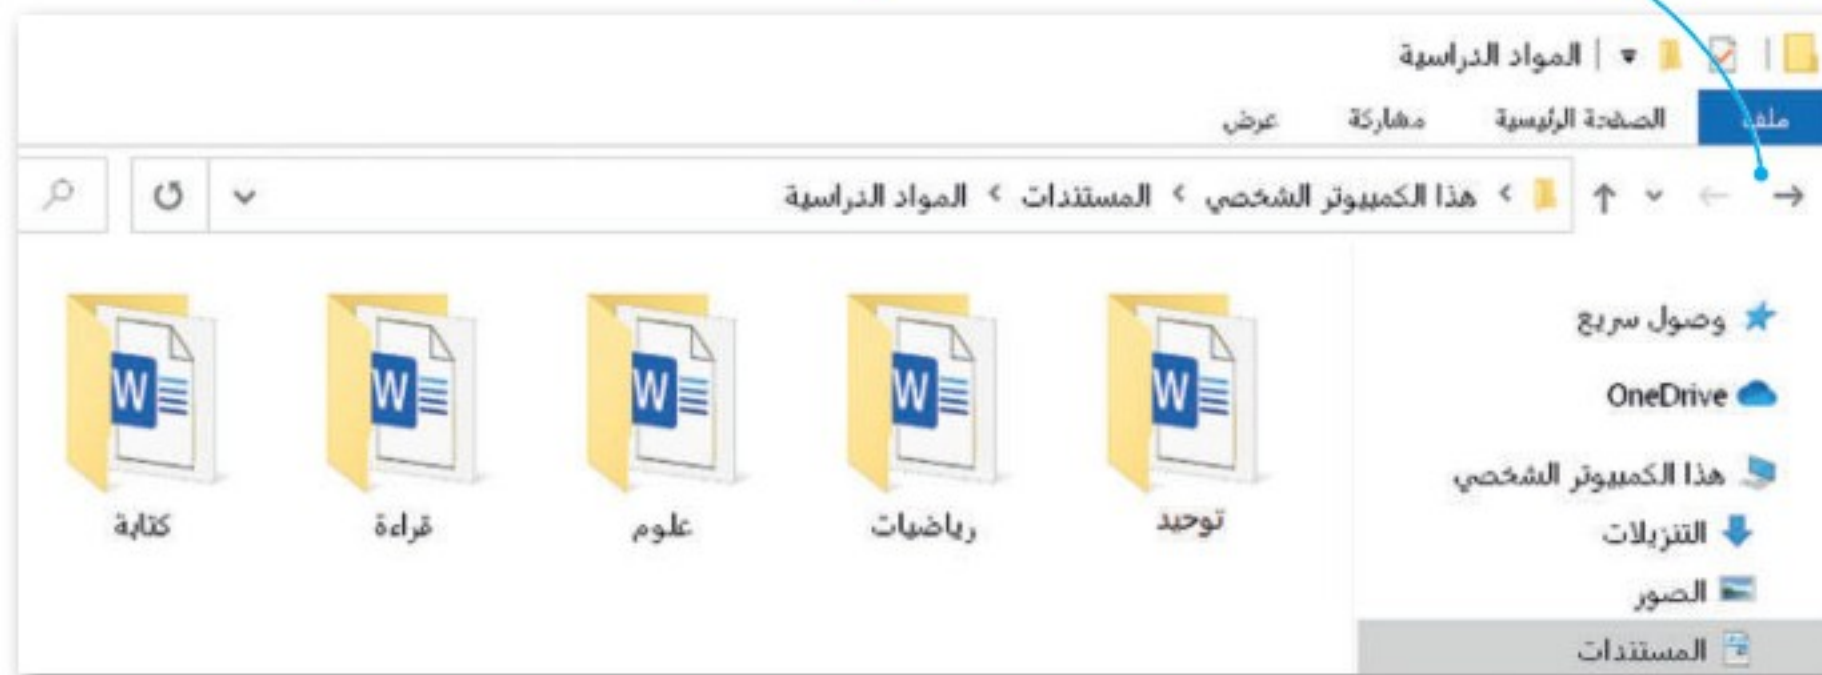 المواد الدراسية
ملف الصفحة الرئيسية مشاركة عرض
هذا الكمبيوتر الشخصي › المستندات › المواد الدراسية
وصول سريع
OneDrive
هذا الكمبيوتر الشخصي
التنزيلات
الصور
المستندات
توحيد رياضيات علوم قراءة كتابة